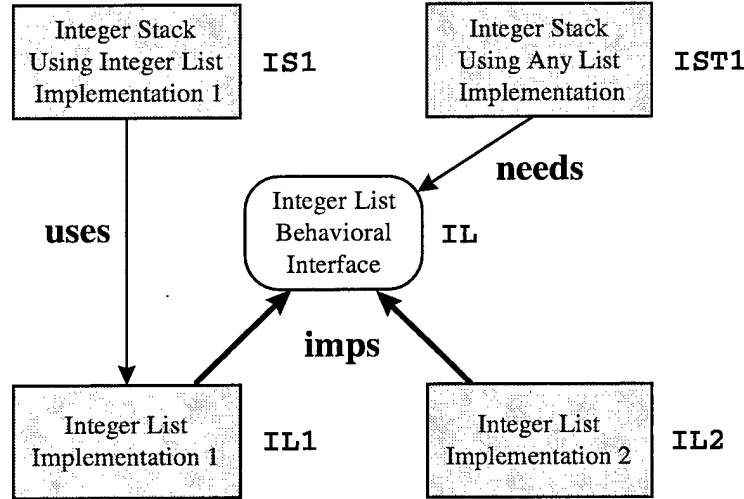 Integer Stack
Using Integer List
Implementation 1
IS1
Integer Stack
Using Any List
Implementation
IST1
needs
uses
Integer List
Behavioral
Interface
IL
imps
Integer List
Implementation 1
IL1
Integer List
Implementation 2
IL2